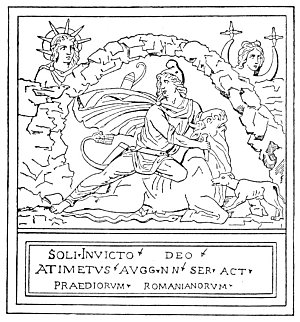 SOLI·INVICTO DEO
ATIMETVS AVGG·NN SER·ACT·
PRAEDIORVM· ROMANIANORVM·